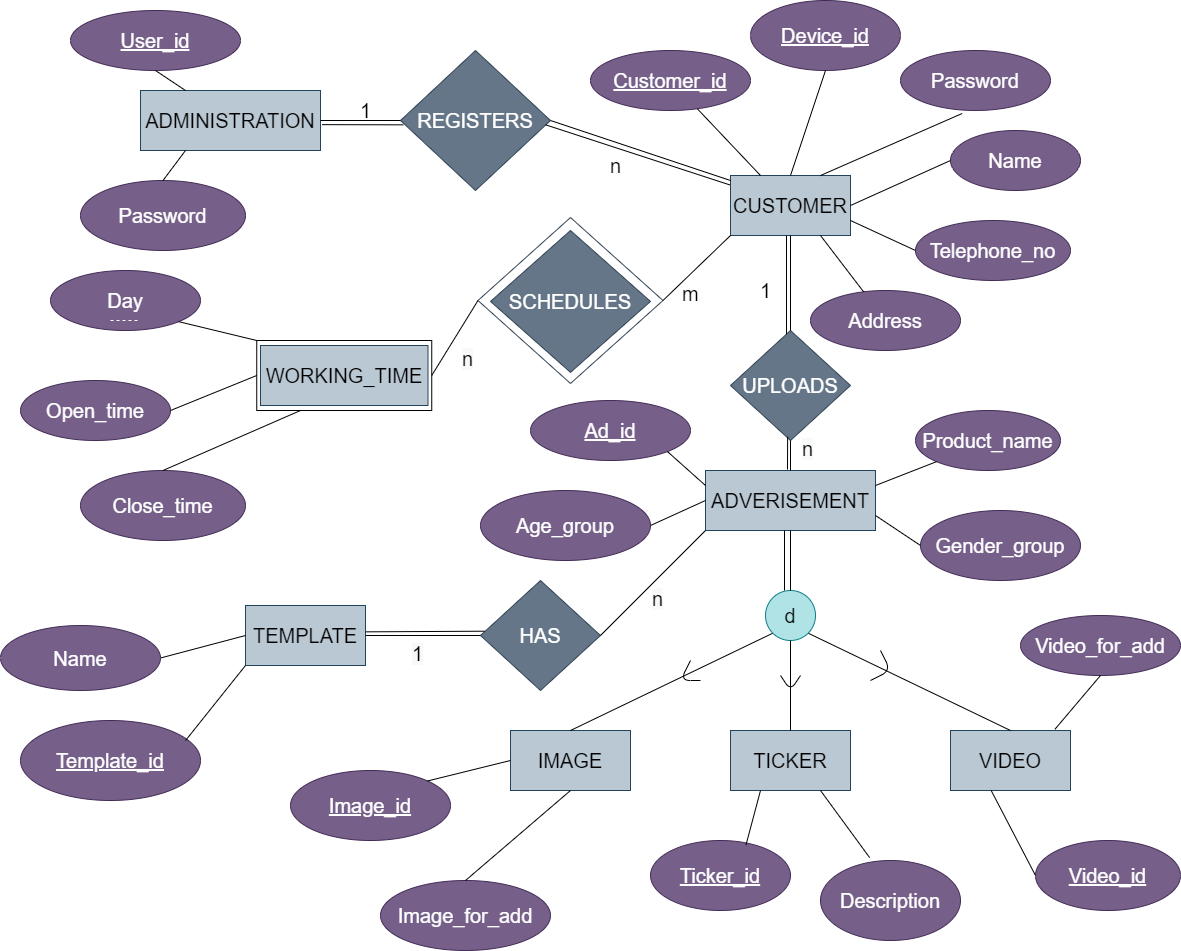 User_id
Device_id
Customer_id
Password
ADMINISTRATION
1
REGISTERS
n
Name
Password
CUSTOMER
Telephone_no
Day
SCHEDULES
m
1
Address
n
WORKING_TIME
UPLOADS
Open_time
Ad_id
n
Product_name
Close_time
Age_group
ADVERISEMENT
Gender_group
n
TEMPLATE
1
HAS
d
Name
Video_for_add
Template_id
IMAGE
TICKER
VIDEO
Image_id
Ticker_id
Video_id
Image_for_add
Description